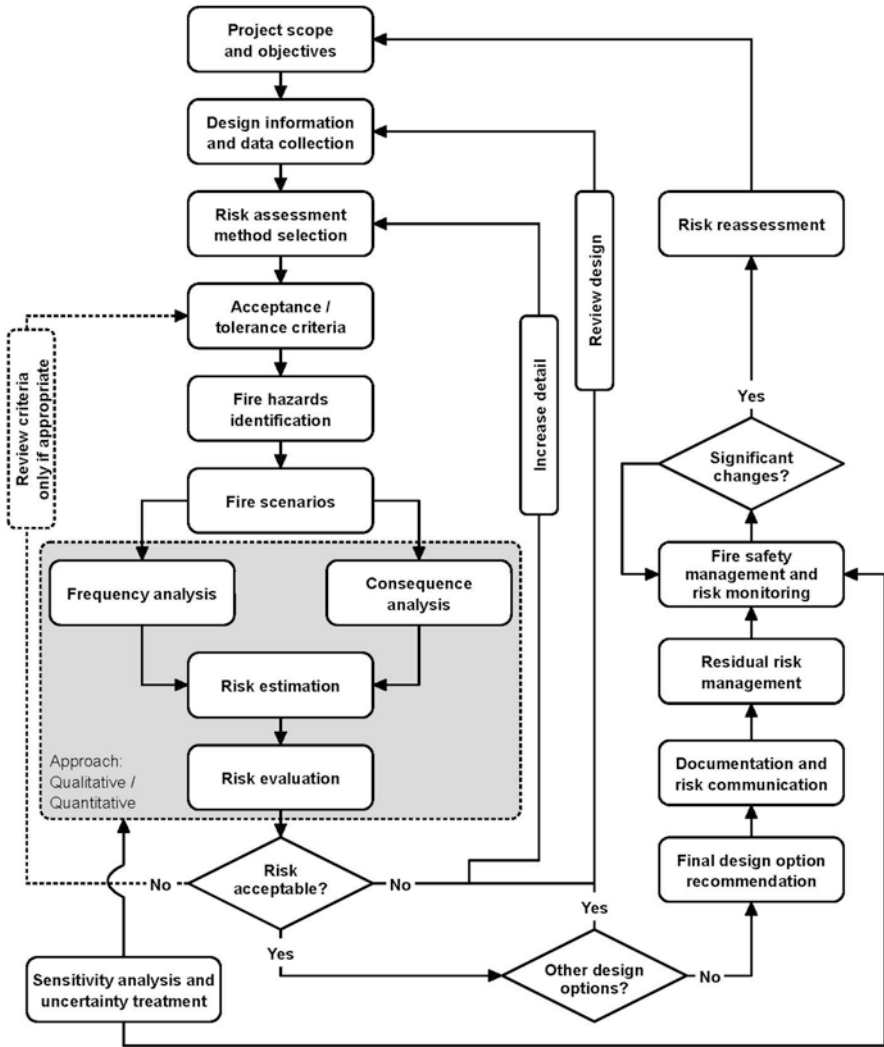 Project scope
and objectives
Design information
and data collection
Risk assessment
method selection
Acceptance /
tolerance criteria
Fire hazards
identification
Fire scenarios
Frequency analysis
Consequence
analysis
Risk estimation
Risk evaluation
Approach:
Qualitative /
Quantitative
Risk
acceptable?
No
No
Yes
Sensitivity analysis and
uncertainty treatment
Review criteria
only if appropriate
Increase detail
Review design
Yes
Other design
options?
No
Final design option
recommendation
Documentation and
risk communication
Residual risk
management
Fire safety
management and
risk monitoring
Significant
changes?
Yes
Risk reassessment